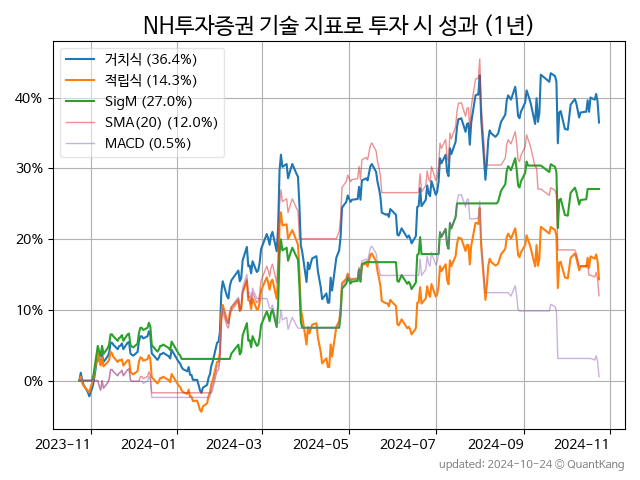 NH투자증권 기술 지표로 투자 시 성과 (1년)
거치식 (36.4%)
적립식 (14.3%)
SigM (27.0%)
SMA(20) (12.0%)
MACD (0.5%)
40%
30%
20%
10%
0%
2023-11 2024-01 2024-03 2024-05 2024-07 2024-09 2024-11
updated: 2024-10-24 © QuantKang